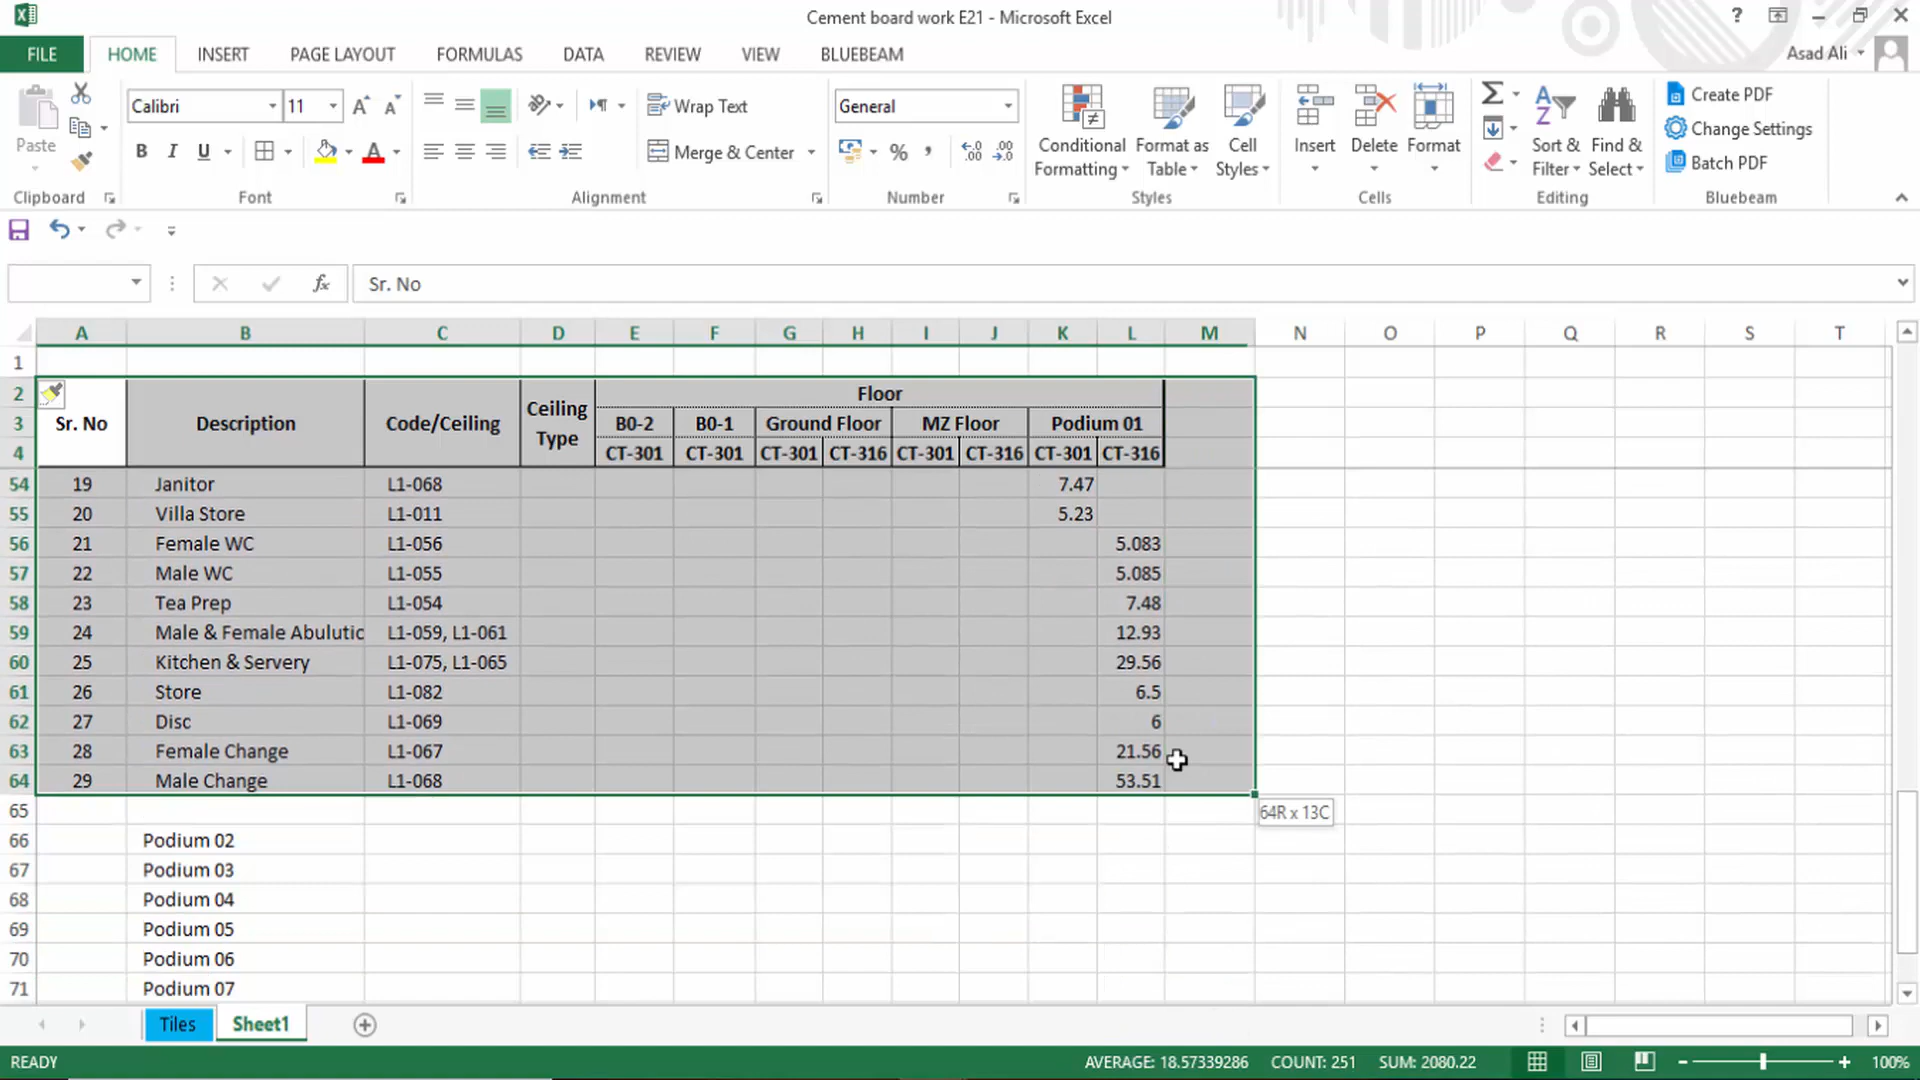 Cement board work E21 - Microsoft Excel
?
FILE HOME INSERT PAGE LAYOUT FORMULAS DATA REVIEW VIEW BLUEBEAM
Asad Ali
Paste
Calibri 11
B I U
Wrap Text
Merge & Center
General
% ,
Conditional Formatting
Format as Table
Cell Styles
Insert
Delete
Format
Sort & Filter
Find & Select
Create PDF
Change Settings
Batch PDF
Clipboard Font Alignment Number Styles Cells Editing Bluebeam
fx Sr. No
A B C D E F G H I J K L M N O P Q R S T
1
2 Floor
3 Sr. No Description Code/Ceiling Ceiling Type B0-2 B0-1 Ground Floor MZ Floor Podium 01
4 CT-301 CT-301 CT-301 CT-316 CT-301 CT-316 CT-301 CT-316
54 19 Janitor L1-068 7.47
55 20 Villa Store L1-011 5.23
56 21 Female WC L1-056 5.083
57 22 Male WC L1-055 5.085
58 23 Tea Prep L1-054 7.48
59 24 Male & Female Abulutic L1-059, L1-061 12.93
60 25 Kitchen & Servery L1-075, L1-065 29.56
61 26 Store L1-082 6.5
62 27 Disc L1-069 6
63 28 Female Change L1-067 21.56
64 29 Male Change L1-068 53.51
65 64R x 13C
66 Podium 02
67 Podium 03
68 Podium 04
69 Podium 05
70 Podium 06
71 Podium 07
Tiles Sheet1
READY AVERAGE: 18.57339286 COUNT: 251 SUM: 2080.22 100%